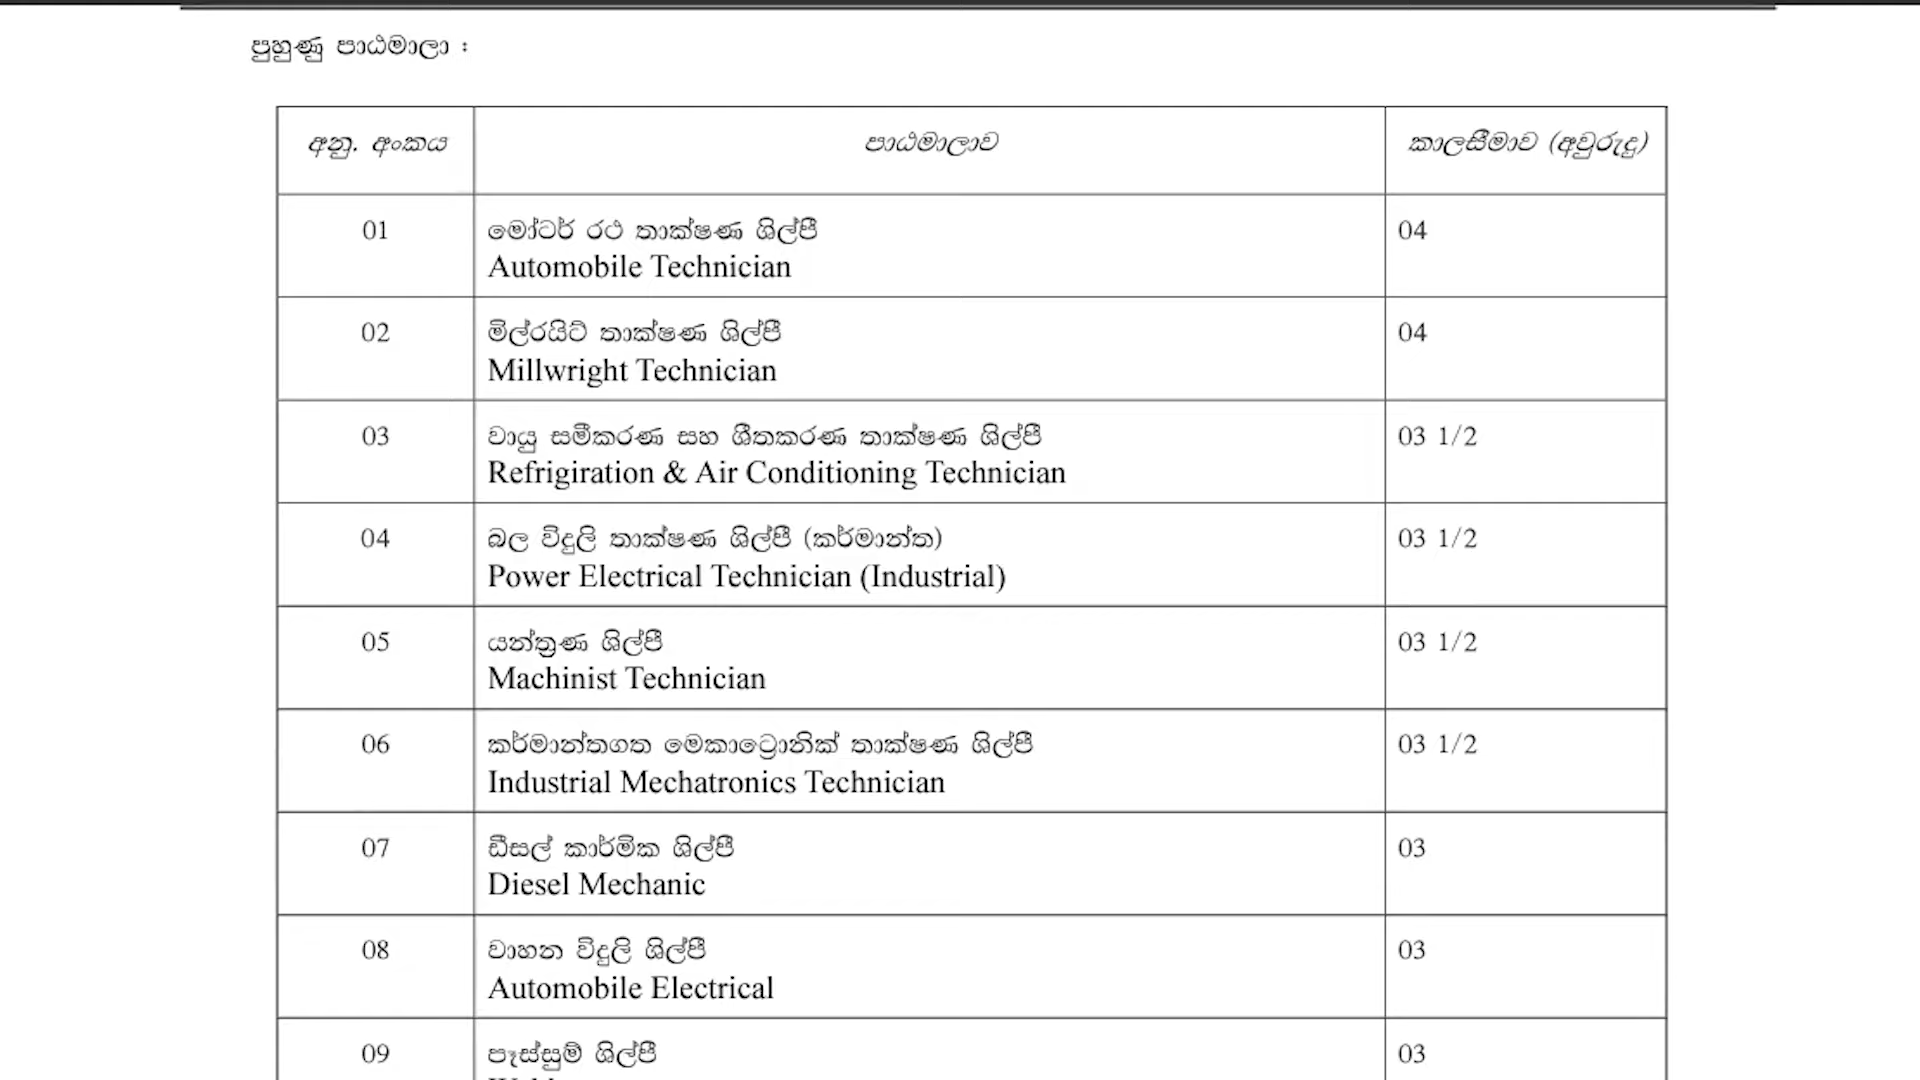 පුහුණු පාඨමාලා :
අනු. අංකය පාඨමාලාව කාලසීමාව (අවුරුදු)
01 මෝටර් රථ තාක්ෂණ ශිල්පී 04
Automobile Technician
02 මිල්රයිට් තාක්ෂණ ශිල්පී 04
Millwright Technician
03 වායු සමීකරණ සහ ශීතකරණ තාක්ෂණ ශිල්පී 03 1/2
Refrigiration & Air Conditioning Technician
04 බල විදුලි තාක්ෂණ ශිල්පී (කර්මාන්ත) 03 1/2
Power Electrical Technician (Industrial)
05 යන්ත්‍රණ ශිල්පී 03 1/2
Machinist Technician
06 කර්මාන්තගත මෙකාට්‍රොනික් තාක්ෂණ ශිල්පී 03 1/2
Industrial Mechatronics Technician
07 ඩීසල් කාර්මික ශිල්පී 03
Diesel Mechanic
08 වාහන විදුලි ශිල්පී 03
Automobile Electrical
09 පෑස්සුම් ශිල්පී 03